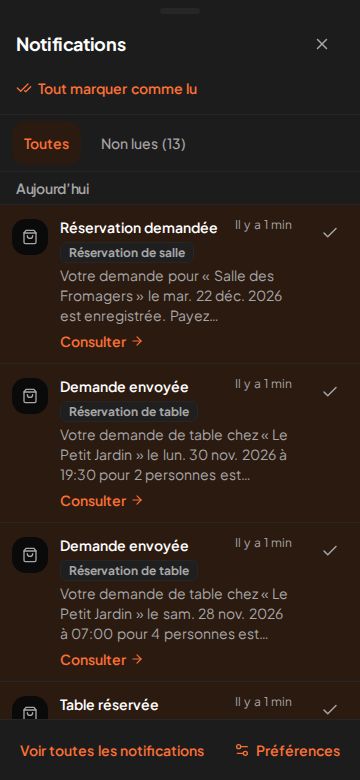 Notifications
Tout marquer comme lu
Toutes
Non lues (13)
Aujourd'hui
Réservation demandée
Il y a 1 min
Réservation de salle
Votre demande pour « Salle des
Fromagers » le mar. 22 déc. 2026
est enregistrée. Payez…
Consulter →
Demande envoyée
Il y a 1 min
Réservation de table
Votre demande de table chez « Le
Petit Jardin » le lun. 30 nov. 2026 à
19:30 pour 2 personnes est…
Consulter →
Demande envoyée
Il y a 1 min
Réservation de table
Votre demande de table chez « Le
Petit Jardin » le sam. 28 nov. 2026
à 07:00 pour 4 personnes est…
Consulter →
Table réservée
Il y a 1 min
Voir toutes les notifications
Préférences